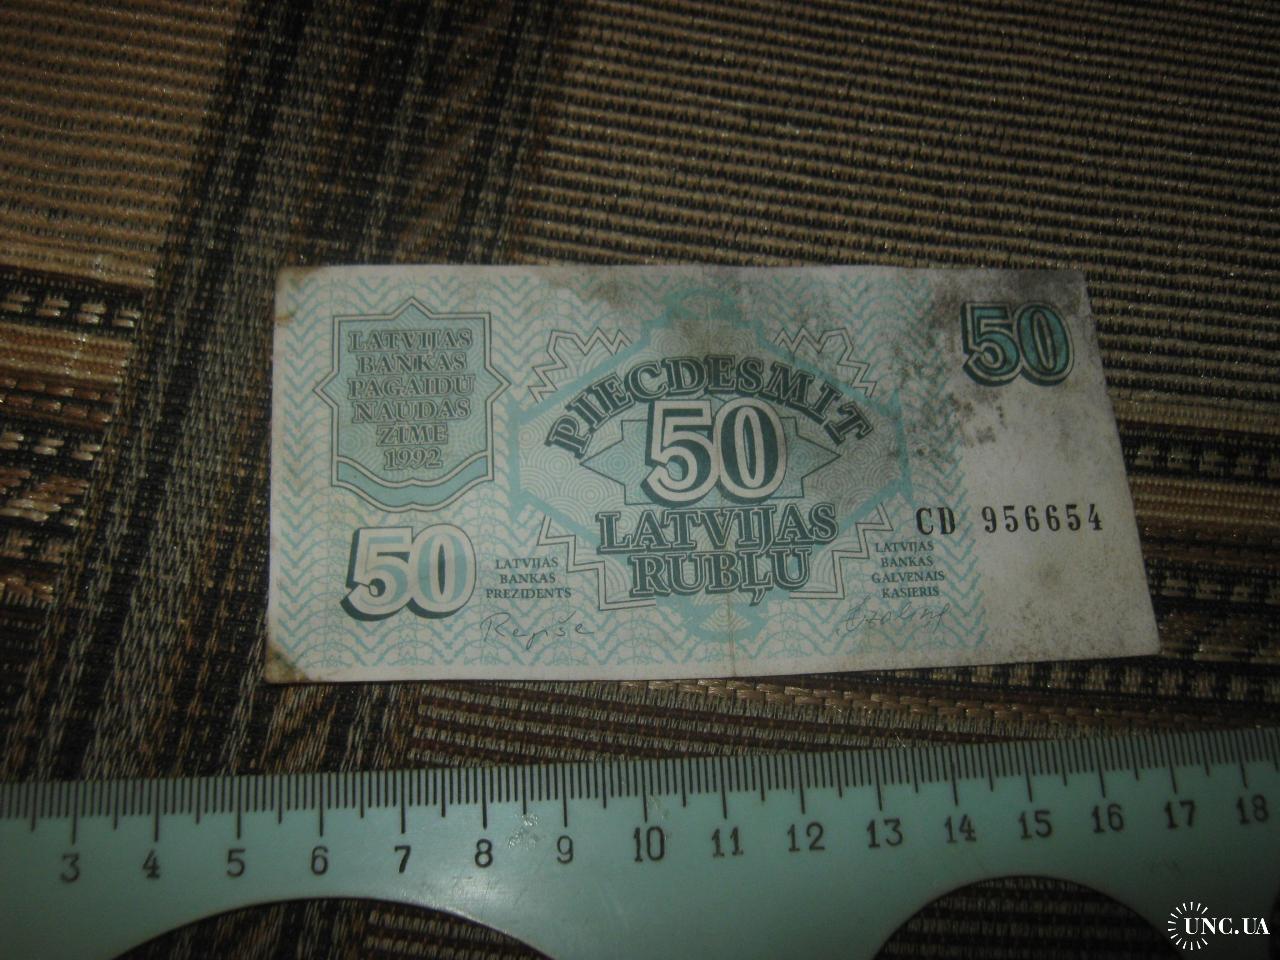 LATVIJAS
BANKAS
PAGAIDU
NAUDAS
ZĪME
1992
50
PIECDESMIT
50
LATVIJAS
RUBĻU
50
CD 956654
LATVIJAS
BANKAS
PREZIDENTS
Repše
LATVIJAS
BANKAS
GALVENAIS
KASIERIS
3 4 5 6 7 8 9 10 11 12 13 14 15 16 17 18
UNC.UA